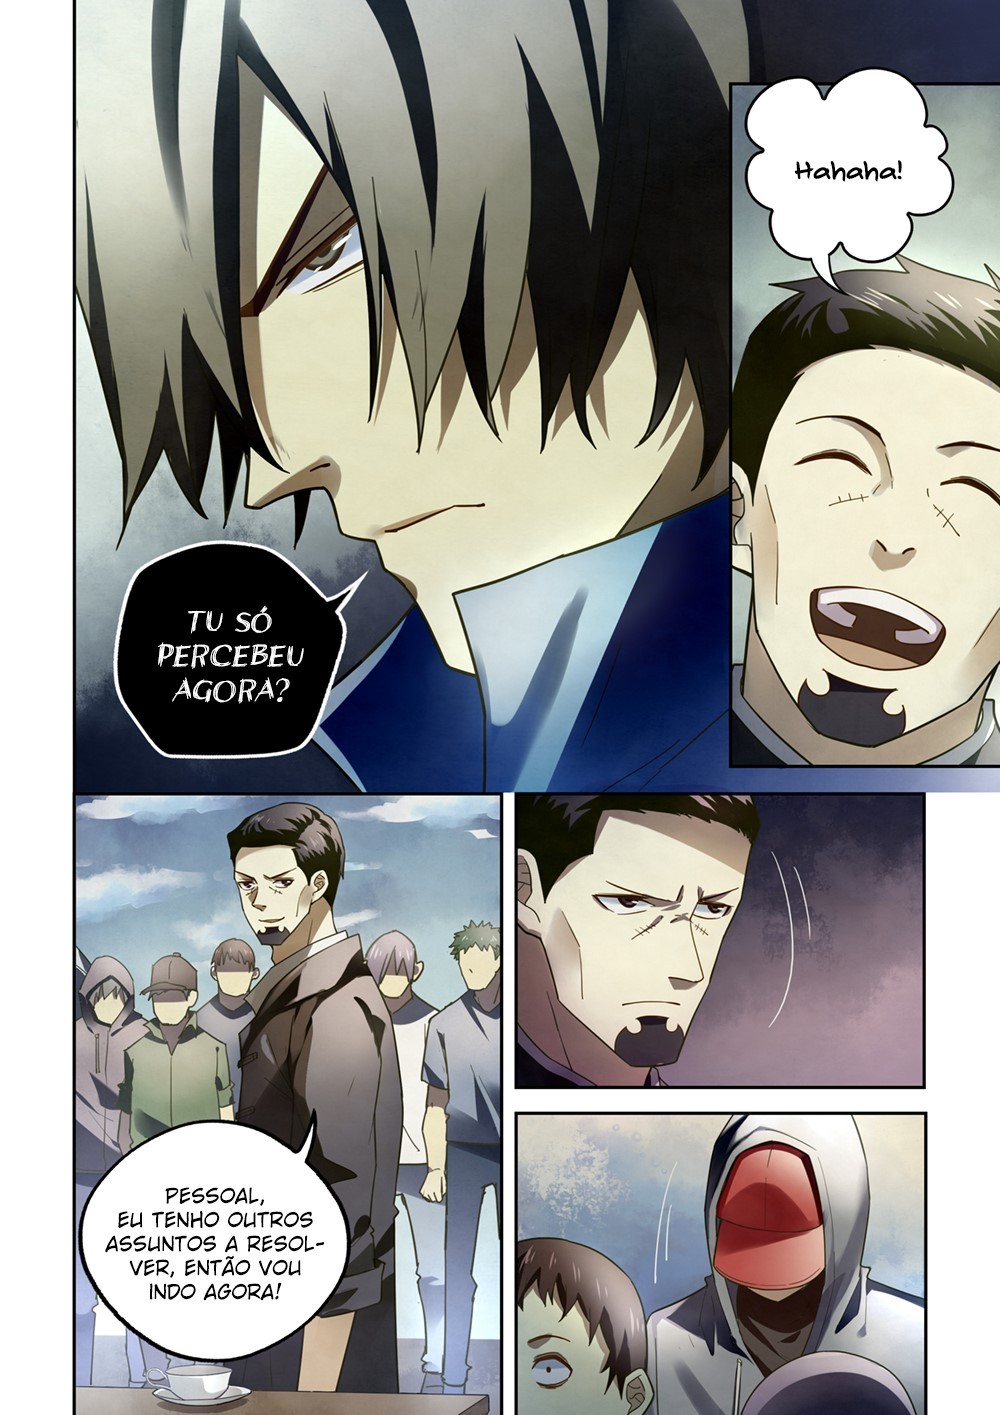 Hahaha!
TU SÓ
PERCEBEU
AGORA?
PESSOAL,
EU TENHO OUTROS
ASSUNTOS A RESOL-
VER, ENTÃO VOU
INDO AGORA!